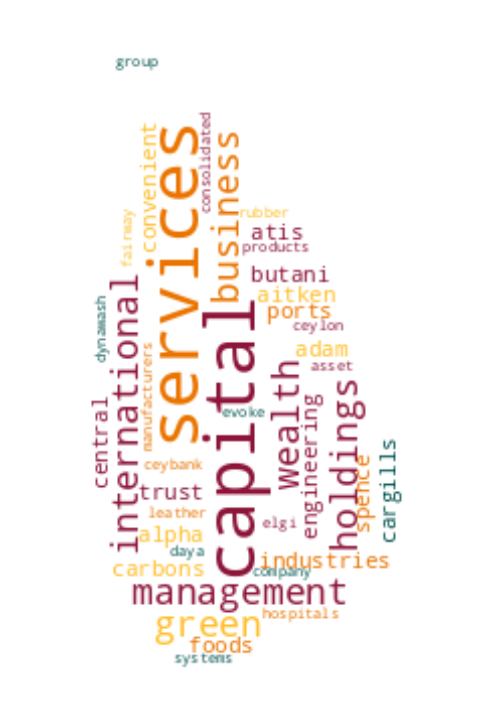 group
consolidated
services
convenient
business
fairway
rubber
atis
products
butani
international
aitken
dynamash
capital
ports
ceylon
manufacturers
adam
wealth
asset
holdings
central
engineering
evoke
cargills
spence
ceybank
trust
leather
elgi
alpha
daya
industries
carbons
company
management
hospitals
green
foods
systems